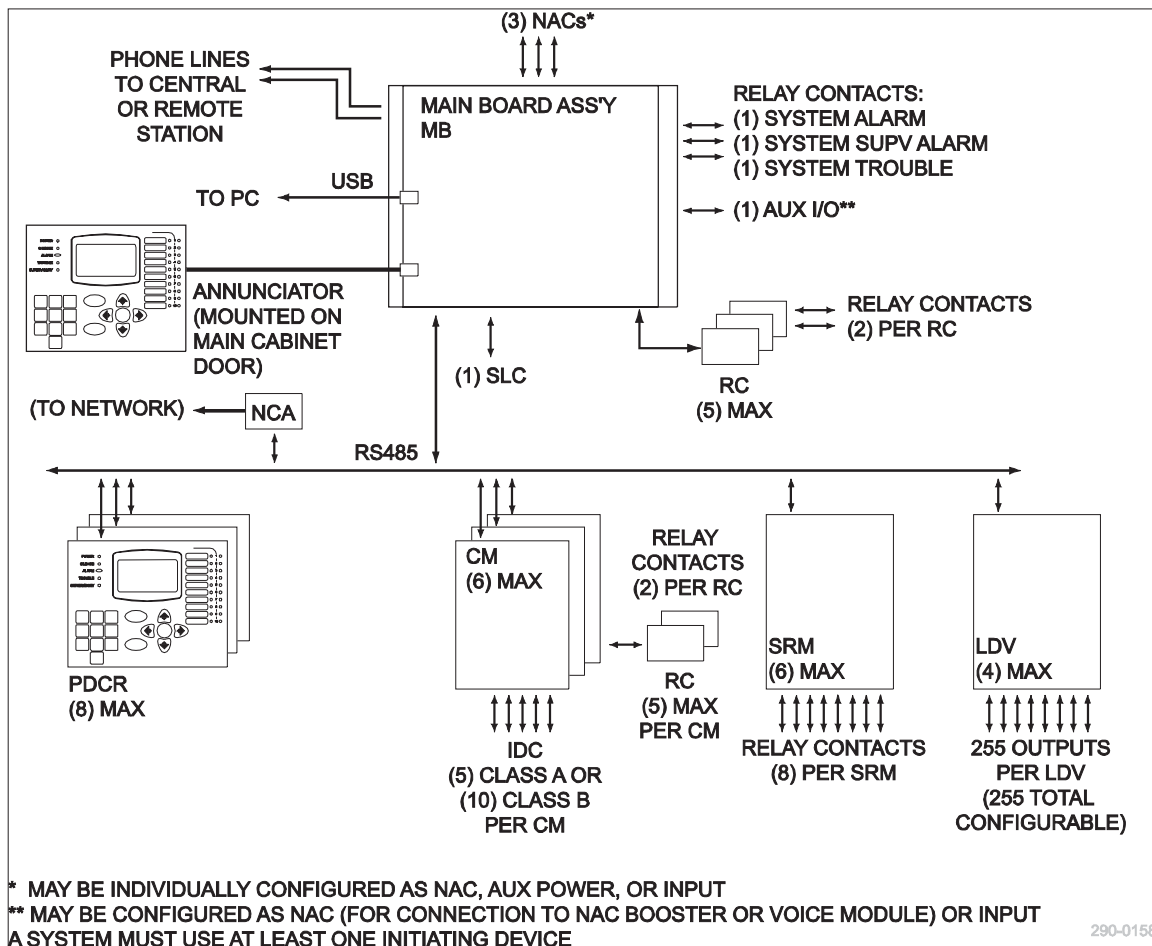 (3) NACs*
PHONE LINES
TO CENTRAL
OR REMOTE
STATION
MAIN BOARD ASS'Y
MB
RELAY CONTACTS:
(1) SYSTEM ALARM
(1) SYSTEM SUPV ALARM
(1) SYSTEM TROUBLE
USB
TO PC
(1) AUX I/O**
ANNUNCIATOR
(MOUNTED ON
MAIN CABINET
DOOR)
RELAY CONTACTS
(2) PER RC
(1) SLC
RC
(5) MAX
(TO NETWORK)
NCA
RS485
PDCR
(8) MAX
CM
(6) MAX
RELAY
CONTACTS
(2) PER RC
RC
(5) MAX
PER CM
IDC
(5) CLASS A OR
(10) CLASS B
PER CM
SRM
(6) MAX
RELAY CONTACTS
(8) PER SRM
LDV
(4) MAX
255 OUTPUTS
PER LDV
(255 TOTAL
CONFIGURABLE)
* MAY BE INDIVIDUALLY CONFIGURED AS NAC, AUX POWER, OR INPUT
** MAY BE CONFIGURED AS NAC (FOR CONNECTION TO NAC BOOSTER OR VOICE MODULE) OR INPUT
A SYSTEM MUST USE AT LEAST ONE INITIATING DEVICE
290-0158